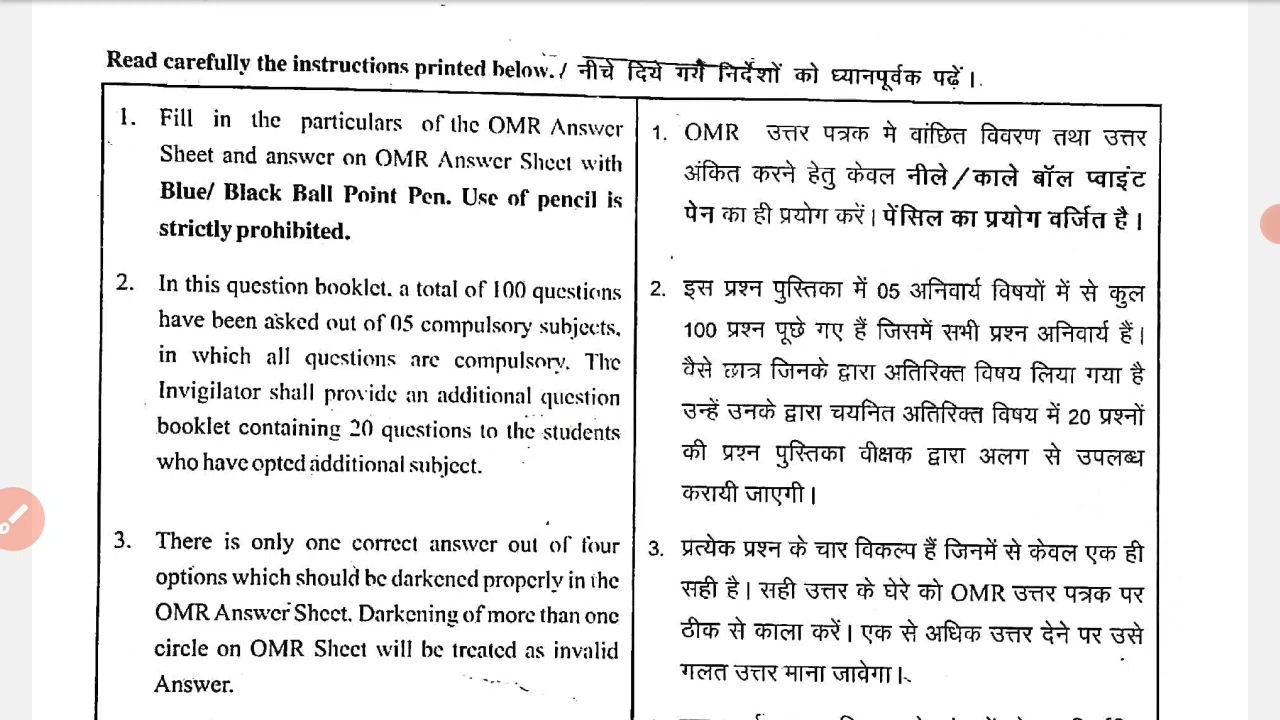 Read carefully the instructions printed below./ नीचे दिये गये निर्देशों को ध्यानपूर्वक पढ़ें।
1. Fill in the particulars of the OMR Answer
Sheet and answer on OMR Answer Sheet with
Blue/ Black Ball Point Pen. Use of pencil is
strictly prohibited.
2. In this question booklet, a total of 100 questions
have been asked out of 05 compulsory subjects,
in which all questions are compulsory. The
Invigilator shall provide an additional question
booklet containing 20 questions to the students
who have opted additional subject.
3. There is only one correct answer out of four
options which should be darkened properly in the
OMR Answer Sheet. Darkening of more than one
circle on OMR Sheet will be treated as invalid
Answer.
1. OMR उत्तर पत्रक मे वांछित विवरण तथा उत्तर
अंकित करने हेतु केवल नीले/काले बॉल प्वाइंट
पेन का ही प्रयोग करें। पेंसिल का प्रयोग वर्जित है।
2. इस प्रश्न पुस्तिका में 05 अनिवार्य विषयों में से कुल
100 प्रश्न पूछे गए हैं जिसमें सभी प्रश्न अनिवार्य हैं।
वैसे छात्र जिनके द्वारा अतिरिक्त विषय लिया गया है
उन्हें उनके द्वारा चयनित अतिरिक्त विषय में 20 प्रश्नों
की प्रश्न पुस्तिका वीक्षक द्वारा अलग से उपलब्ध
करायी जाएगी।
3. प्रत्येक प्रश्न के चार विकल्प हैं जिनमें से केवल एक ही
सही है। सही उत्तर के घेरे को OMR उत्तर पत्रक पर
ठीक से काला करें। एक से अधिक उत्तर देने पर उसे
गलत उत्तर माना जावेगा।